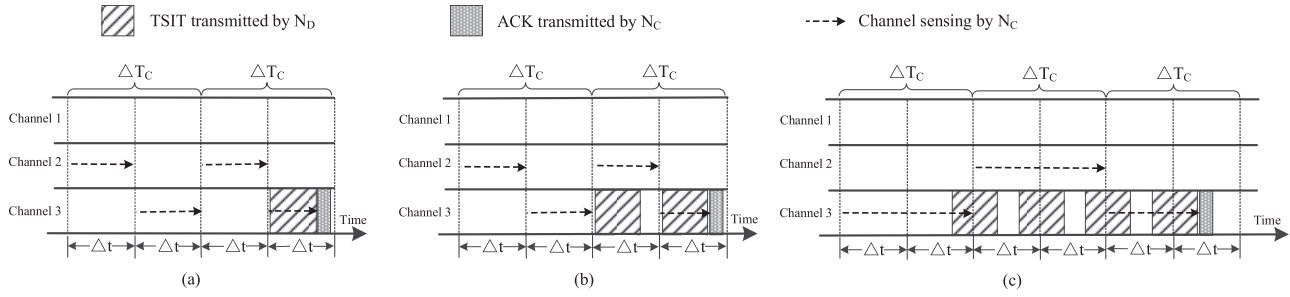 TSIT transmitted by N_D
ACK transmitted by N_C
Channel sensing by N_C
△T_C △T_C
Channel 1
Channel 2
Channel 3
Time
△t △t △t △t
(a)
△T_C △T_C
Channel 1
Channel 2
Channel 3
Time
△t △t △t △t
(b)
△T_C △T_C △T_C
Channel 1
Channel 2
Channel 3
Time
△t △t △t △t △t △t
(c)